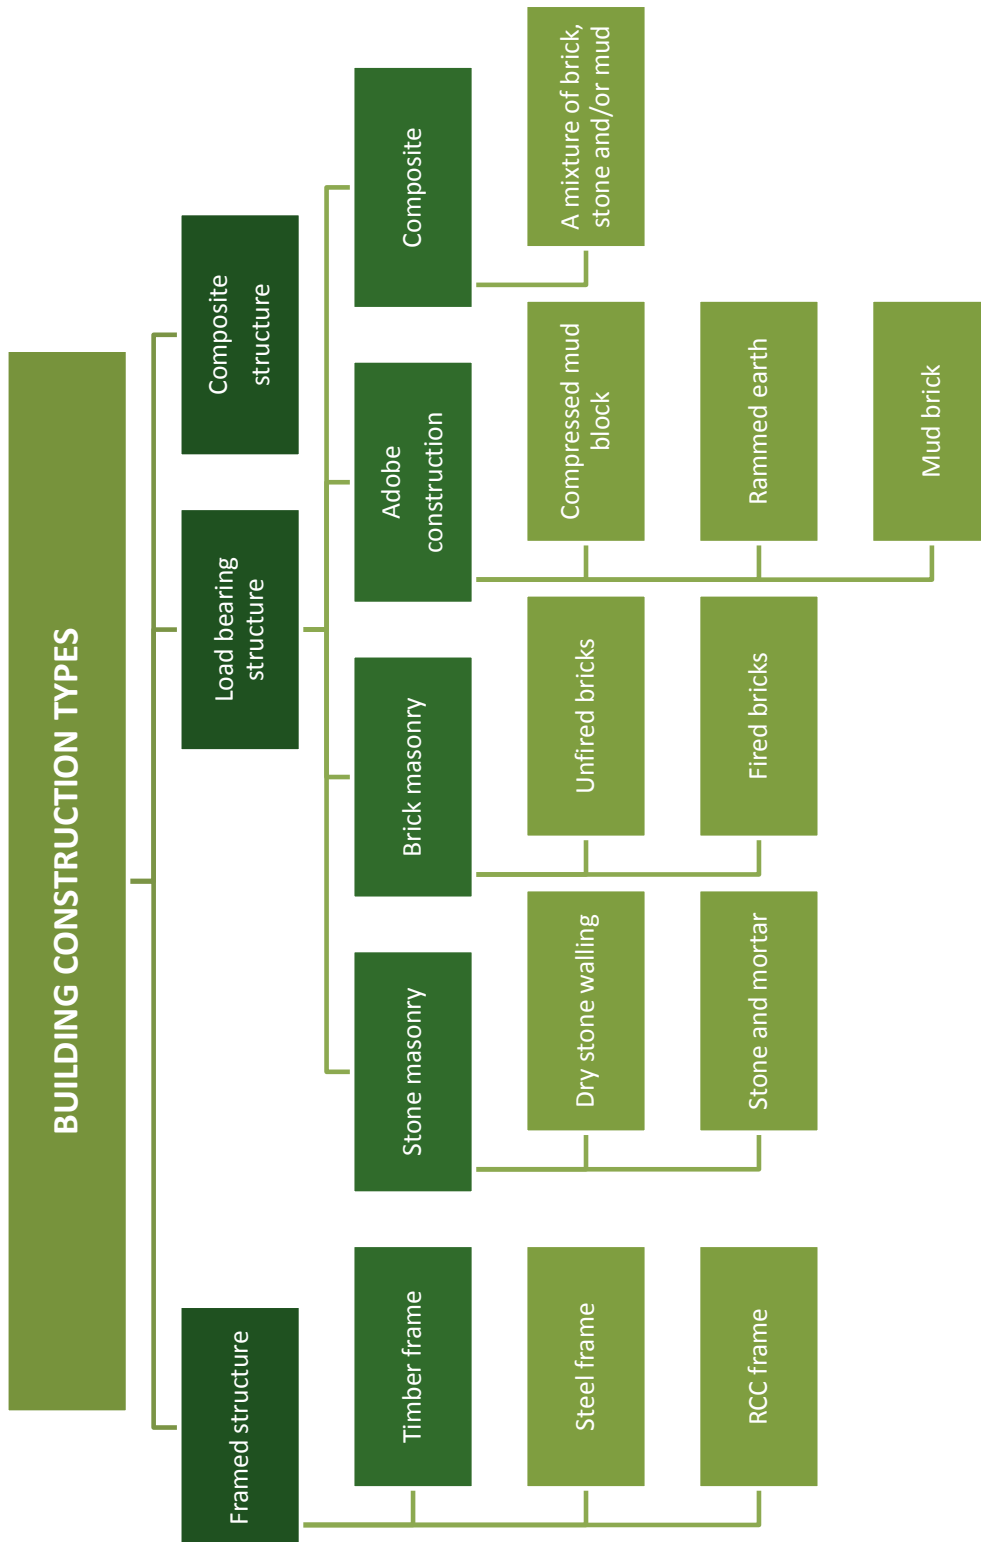 BUILDING CONSTRUCTION TYPES
Framed structure
Load bearing
structure
Composite
structure
Timber frame
Stone masonry
Brick masonry
Adobe
construction
Composite
Steel frame
Dry stone walling
Unfired bricks
Compressed mud
block
A mixture of brick,
stone and/or mud
RCC frame
Stone and mortar
Fired bricks
Rammed earth
Mud brick